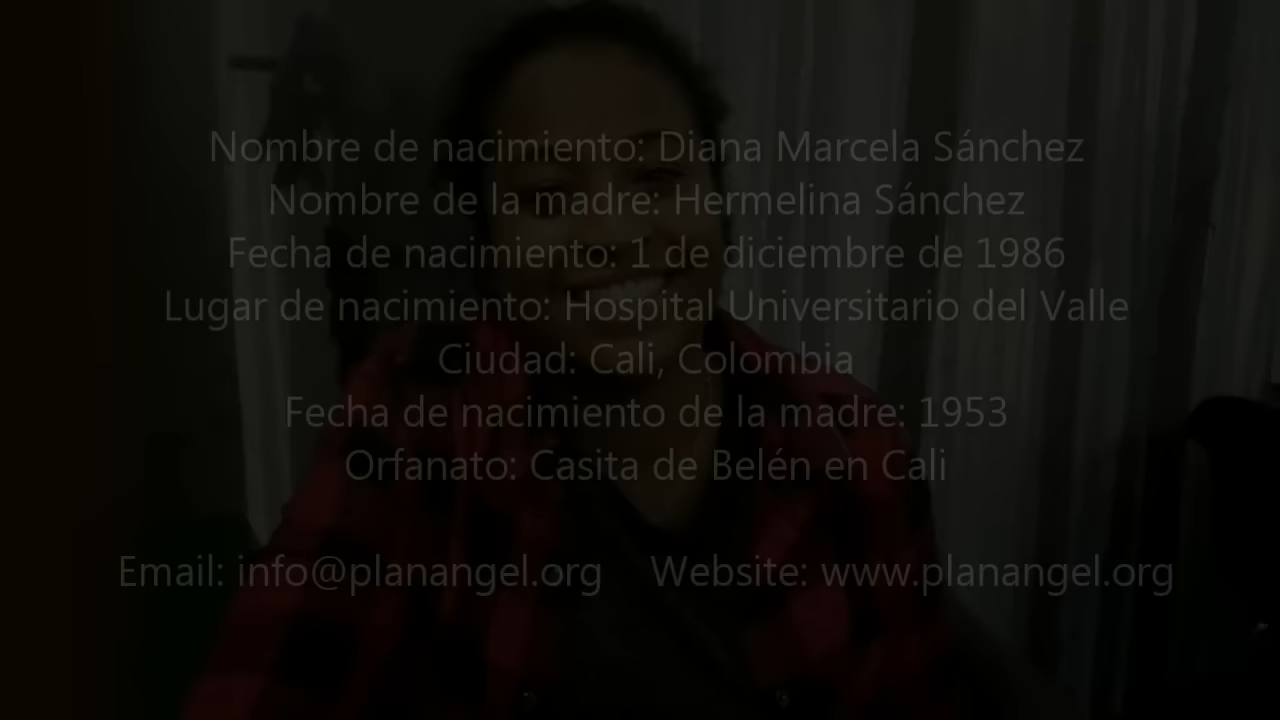 Nombre de nacimiento: Diana Marcela Sánchez
Nombre de la madre: Hermelina Sánchez
Fecha de nacimiento: 1 de diciembre de 1986
Lugar de nacimiento: Hospital Universitario del Valle
Ciudad: Cali, Colombia
Fecha de nacimiento de la madre: 1953
Orfanato: Casita de Belén en Cali
Email: info@planangel.org Website: www.planangel.org